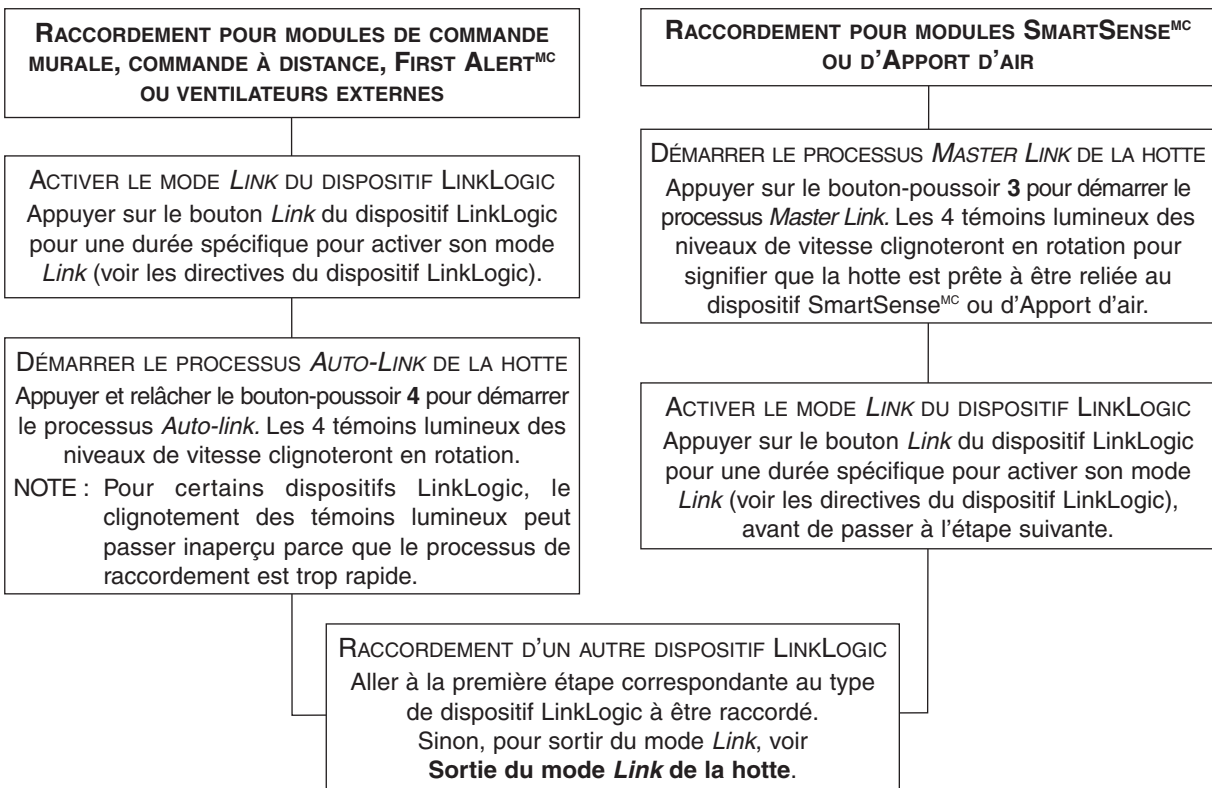 RACCORDEMENT POUR MODULES DE COMMANDE
MURALE, COMMANDE À DISTANCE, FIRST ALERTMC
OU VENTILATEURS EXTERNES
ACTIVER LE MODE LINK DU DISPOSITIF LINKLOGIC
Appuyer sur le bouton Link du dispositif LinkLogic
pour une durée spécifique pour activer son mode
Link (voir les directives du dispositif LinkLogic).
DÉMARRER LE PROCESSUS AUTO-LINK DE LA HOTTE
Appuyer et relâcher le bouton-poussoir 4 pour démarrer
le processus Auto-link. Les 4 témoins lumineux des
niveaux de vitesse clignoteront en rotation.
NOTE : Pour certains dispositifs LinkLogic, le
clignotement des témoins lumineux peut
passer inaperçu parce que le processus de
raccordement est trop rapide.
RACCORDEMENT POUR MODULES SMARTSENSEMC
OU D'APPORT D'AIR
DÉMARRER LE PROCESSUS MASTER LINK DE LA HOTTE
Appuyer sur le bouton-poussoir 3 pour démarrer le
processus Master Link. Les 4 témoins lumineux des
niveaux de vitesse clignoteront en rotation pour
signifier que la hotte est prête à être reliée au
dispositif SmartSenseMC ou d'Apport d'air.
ACTIVER LE MODE LINK DU DISPOSITIF LINKLOGIC
Appuyer sur le bouton Link du dispositif LinkLogic
pour une durée spécifique pour activer son mode
Link (voir les directives du dispositif LinkLogic),
avant de passer à l'étape suivante.
RACCORDEMENT D'UN AUTRE DISPOSITIF LINKLOGIC
Aller à la première étape correspondante au type
de dispositif LinkLogic à être raccordé.
Sinon, pour sortir du mode Link, voir
Sortie du mode Link de la hotte.